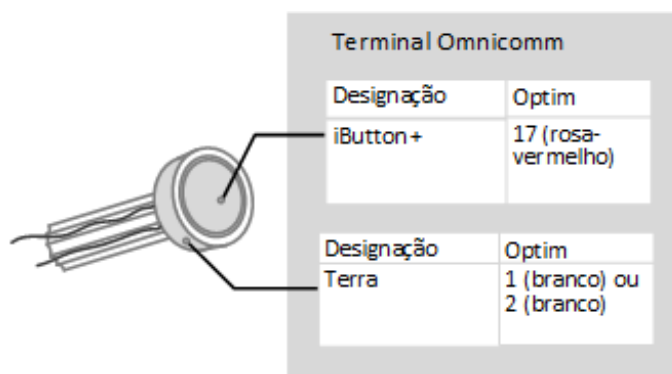 Terminal Omnicomm
Designação Optim
iButton+ 17 (rosa-
vermelho)
Designação Optim
Terra 1 (branco) ou
2 (branco)